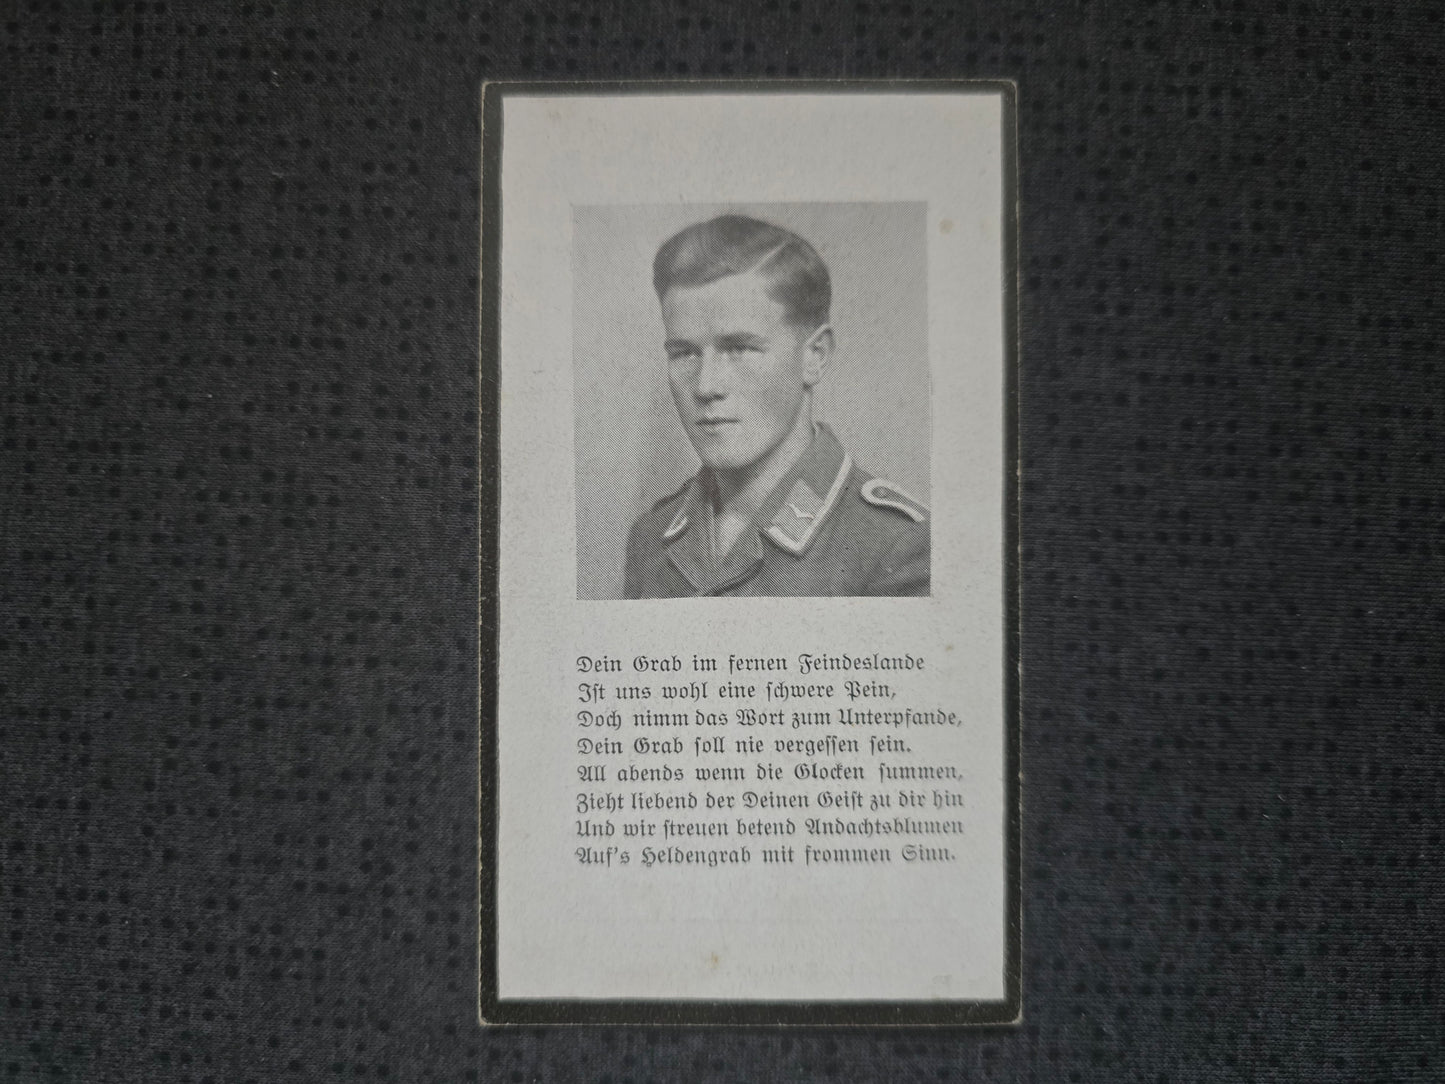 Dein Grab im fernen Feindeslande
Ist uns wohl eine schwere Pein,
Doch nimm das Wort zum Unterpfande,
Dein Grab soll nie vergessen sein.
All abends wenn die Glocken summen,
Zieht liebend der Deinen Geist zu dir hin
Und wir streuen betend Andachtsblumen
Auf's Heldengrab mit frommen Sinn.